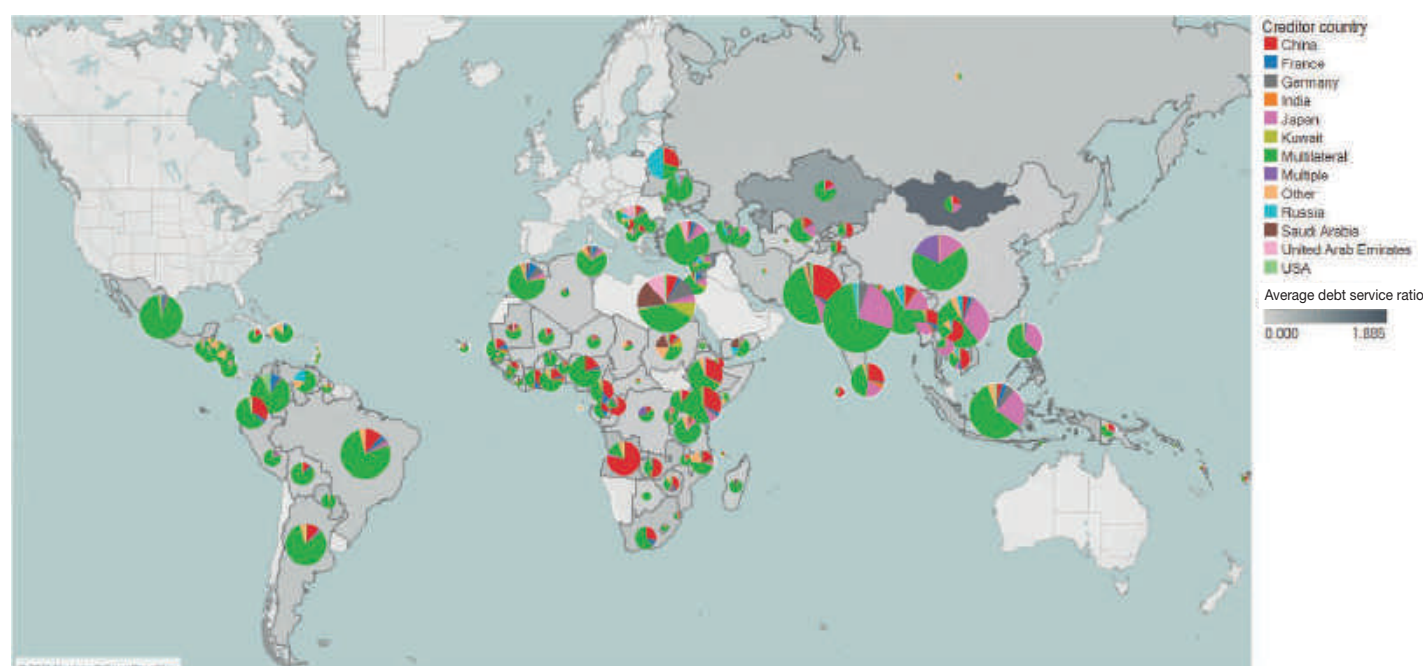 Creditor country
China
France
Germany
India
Japan
Kuwait
Multilateral
Multiple
Other
Russia
Saudi Arabia
United Arab Emirates
USA
Average debt service ratio
0.000 1.885